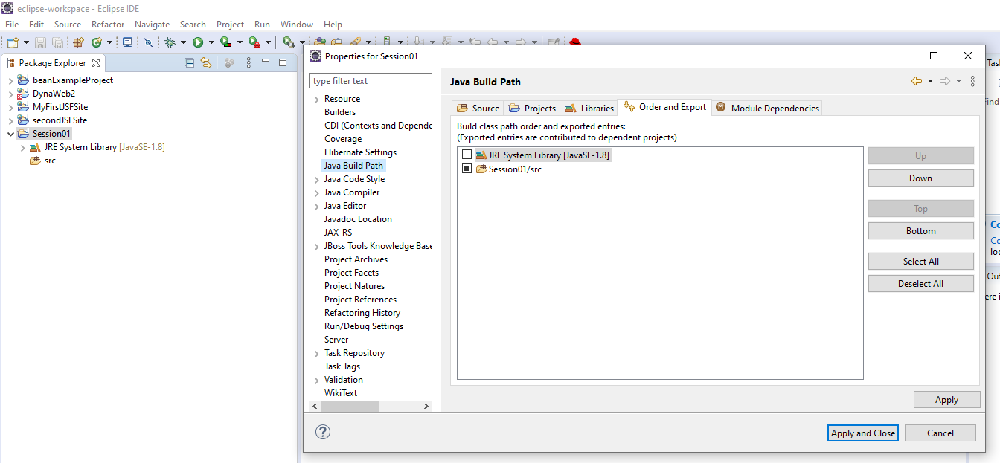 eclipse-workspace - Eclipse IDE
File Edit Source Refactor Navigate Search Project Run Window Help
Package Explorer
beanExampleProject
DynaWeb2
MyFirstJSFSite
secondJSFSite
Session01
JRE System Library [JavaSE-1.8]
src
Properties for Session01
type filter text
Resource
Builders
CDI (Contexts and Depende
Coverage
Hibernate Settings
Java Build Path
Java Code Style
Java Compiler
Java Editor
Javadoc Location
JAX-RS
JBoss Tools Knowledge Base
Project Archives
Project Facets
Project Natures
Project References
Refactoring History
Run/Debug Settings
Server
Task Repository
Task Tags
Validation
WikiText
Java Build Path
Source Projects Libraries Order and Export Module Dependencies
Build class path order and exported entries:
(Exported entries are contributed to dependent projects)
JRE System Library [JavaSE-1.8]
Session01/src
Up
Down
Top
Bottom
Select All
Deselect All
Apply
Apply and Close Cancel
Tas
Find
Co
Co
loc
Out
ere i